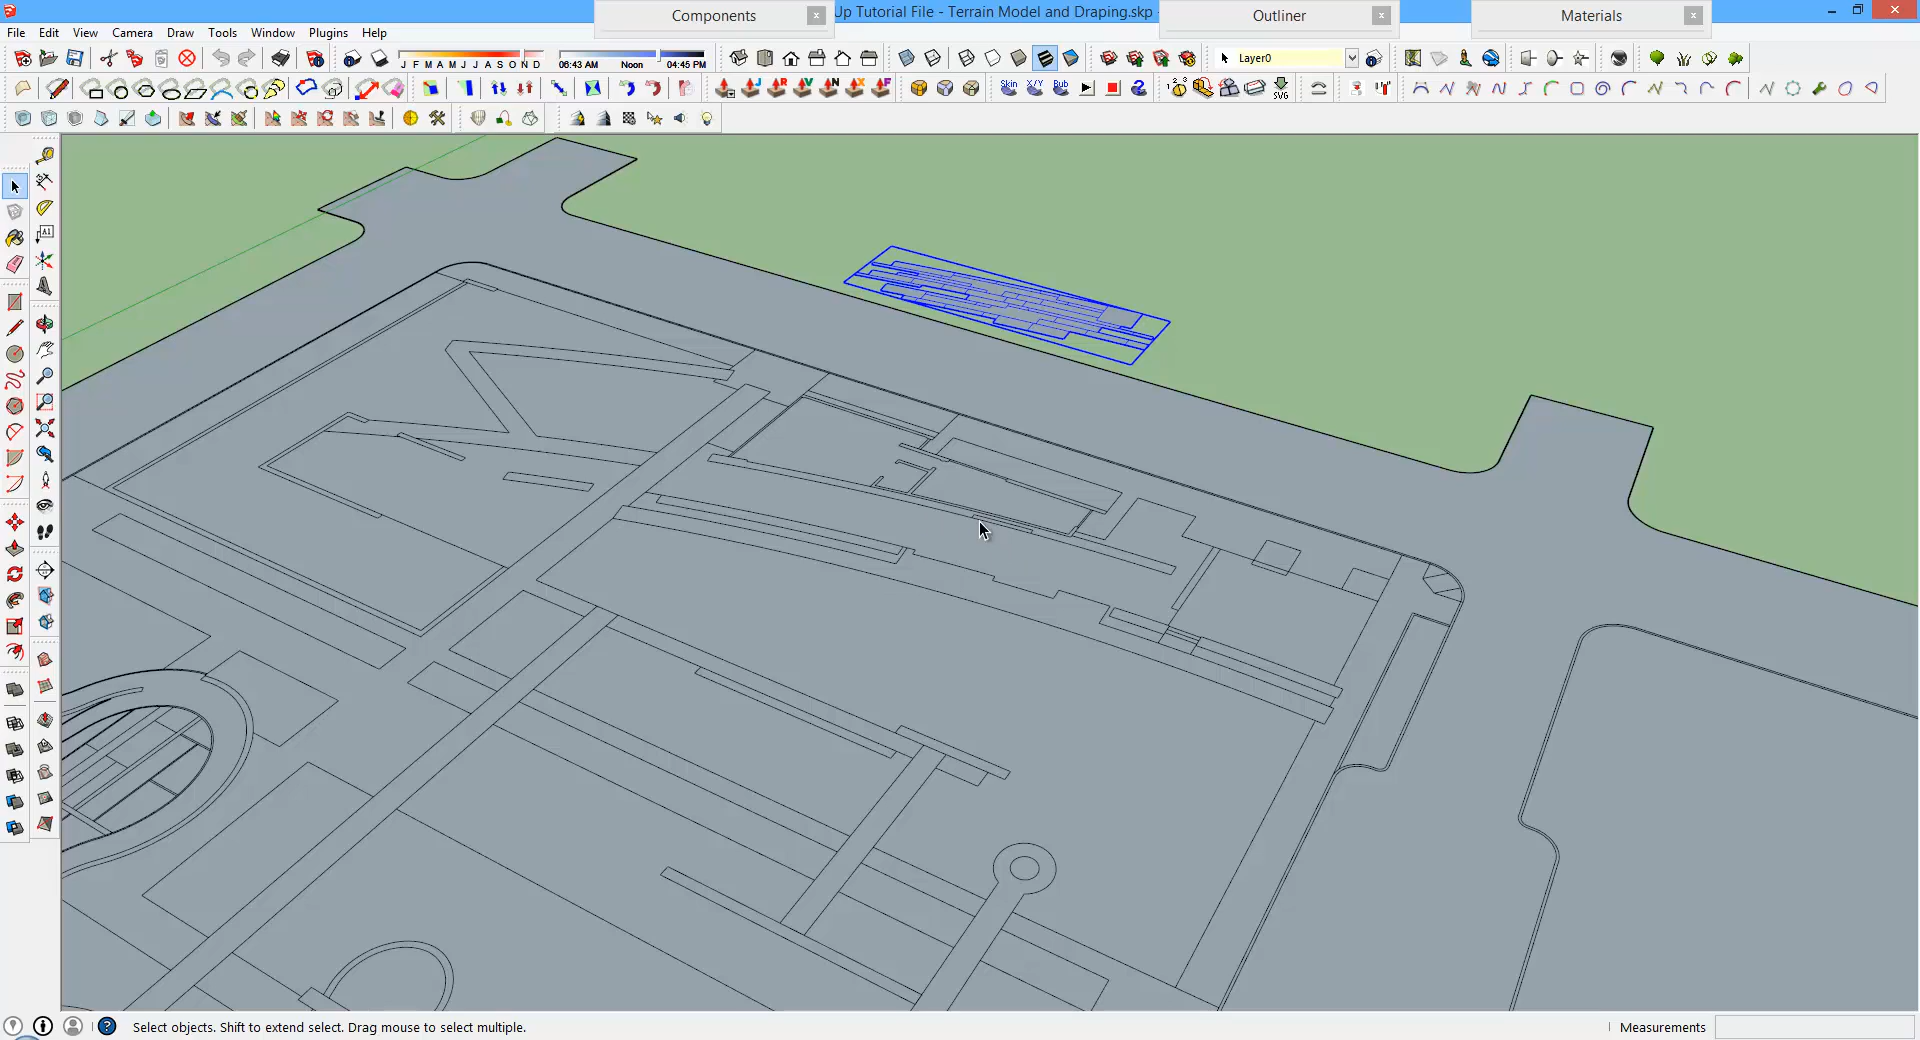 Components x
Up Tutorial File - Terrain Model and Draping.skp -
Outliner x
Materials x
File Edit View Camera Draw Tools Window Plugins Help
J F M A M J J A S O N D
06:43 AM Noon 04:45 PM
Layer0
Skin X/Y Bub
SVG
A1
Select objects. Shift to extend select. Drag mouse to select multiple.
Measurements